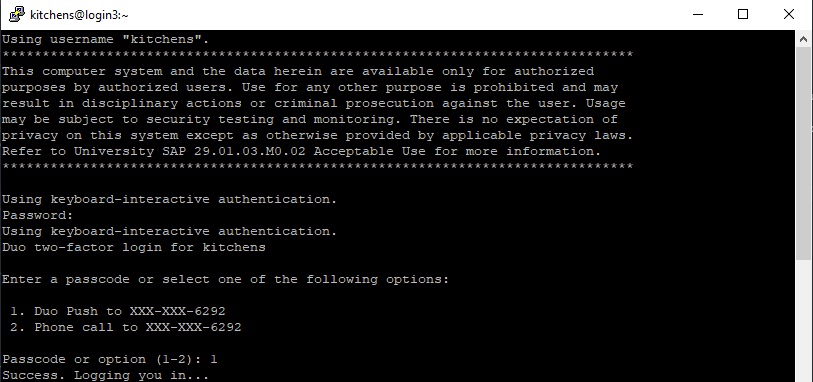 kitchens@login3:~
Using username "kitchens".
*******************************************************************************
This computer system and the data herein are available only for authorized
purposes by authorized users. Use for any other purpose is prohibited and may
result in disciplinary actions or criminal prosecution against the user. Usage
may be subject to security testing and monitoring. There is no expectation of
privacy on this system except as otherwise provided by applicable privacy laws.
Refer to University SAP 29.01.03.M0.02 Acceptable Use for more information.
*******************************************************************************
Using keyboard-interactive authentication.
Password:
Using keyboard-interactive authentication.
Duo two-factor login for kitchens
Enter a passcode or select one of the following options:
1. Duo Push to XXX-XXX-6292
2. Phone call to XXX-XXX-6292
Passcode or option (1-2): 1
Success. Logging you in...